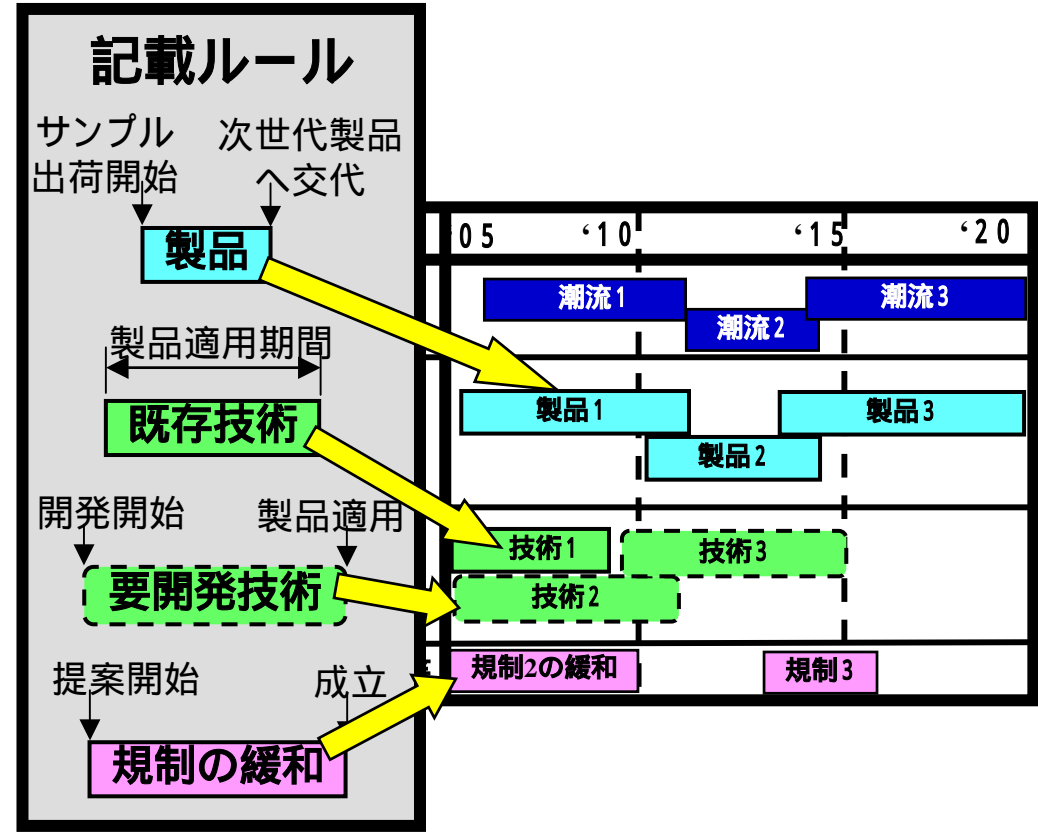 記載ルール
サンプル
出荷開始
次世代製品
へ交代
製品
製品適用期間
既存技術
開発開始
製品適用
要開発技術
提案開始
成立
規制の緩和
‘05 ‘10 ‘15 ‘20
潮流1
潮流2
潮流3
製品1
製品2
製品3
技術1
技術2
技術3
規制2の緩和
規制3